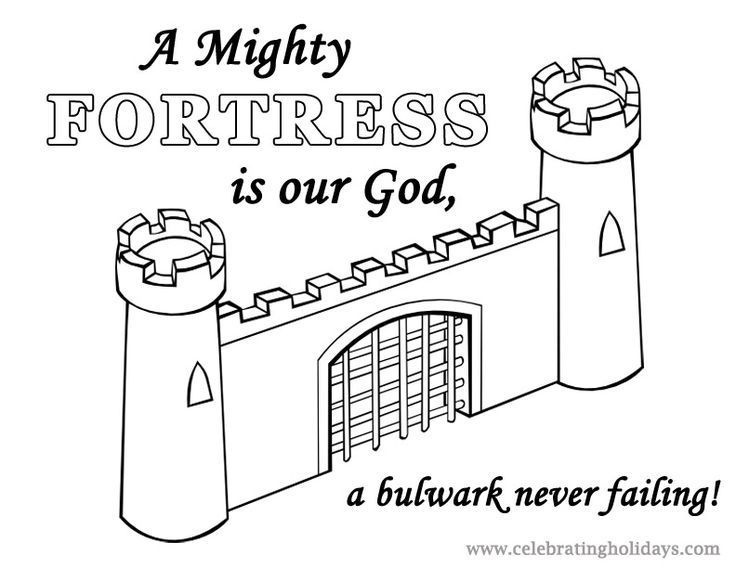 A Mighty
FORTRESS
is our God,
a bulwark never failing!
www.celebratingholidays.com